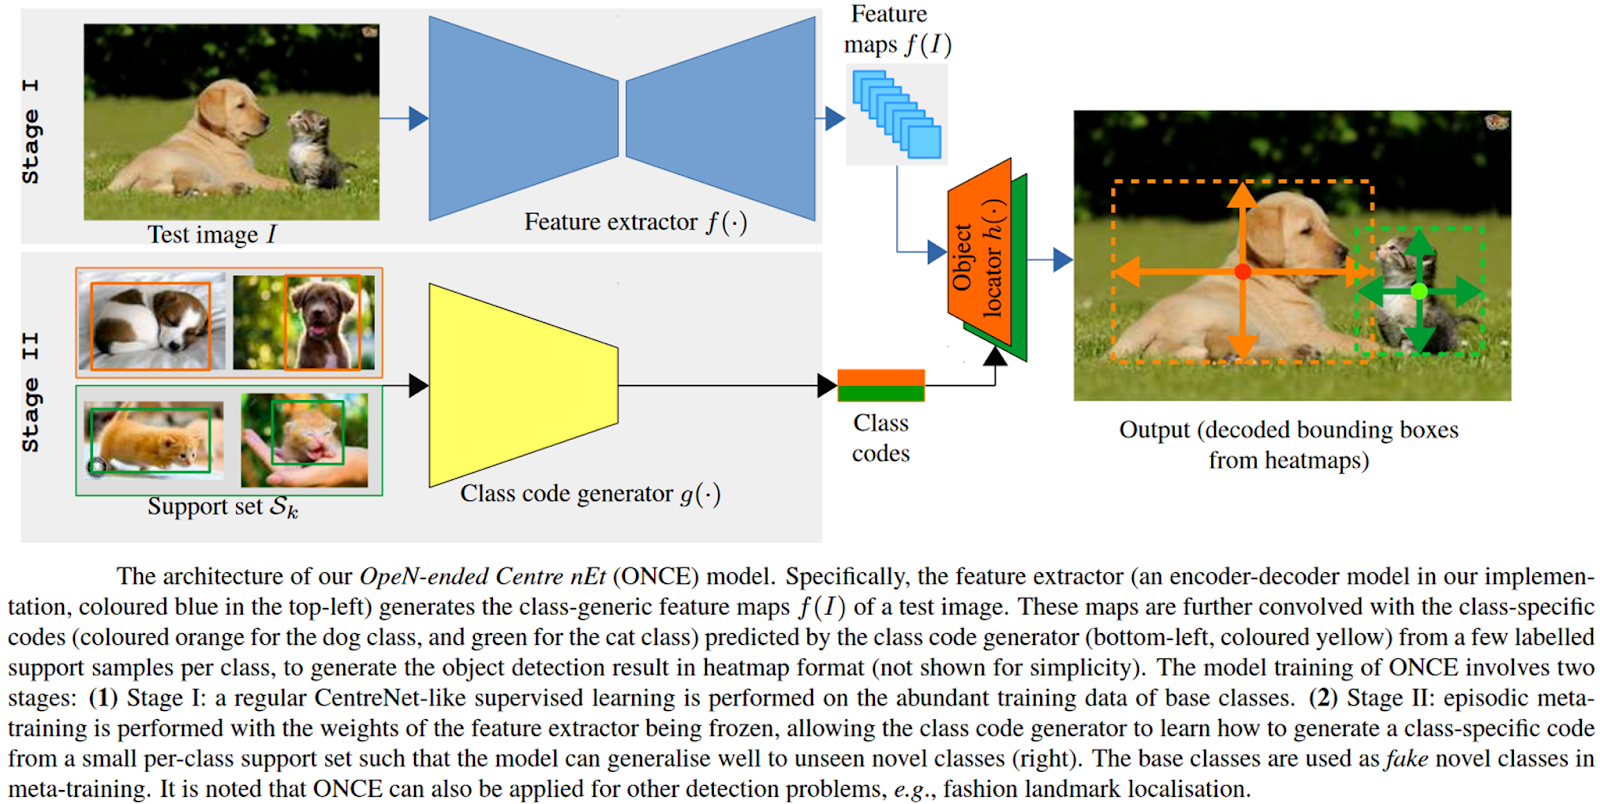 Stage I
Test image I
Feature extractor f(·)
Feature
maps f(I)
Object
locator h(·)
Stage II
Support set Sk
Class code generator g(·)
Class
codes
Output (decoded bounding boxes
from heatmaps)
The architecture of our OpeN-ended Centre nEt (ONCE) model. Specifically, the feature extractor (an encoder-decoder model in our implemen-
tation, coloured blue in the top-left) generates the class-generic feature maps f(I) of a test image. These maps are further convolved with the class-specific
codes (coloured orange for the dog class, and green for the cat class) predicted by the class code generator (bottom-left, coloured yellow) from a few labelled
support samples per class, to generate the object detection result in heatmap format (not shown for simplicity). The model training of ONCE involves two
stages: (1) Stage I: a regular CentreNet-like supervised learning is performed on the abundant training data of base classes. (2) Stage II: episodic meta-
training is performed with the weights of the feature extractor being frozen, allowing the class code generator to learn how to generate a class-specific code
from a small per-class support set such that the model can generalise well to unseen novel classes (right). The base classes are used as fake novel classes in
meta-training. It is noted that ONCE can also be applied for other detection problems, e.g., fashion landmark localisation.